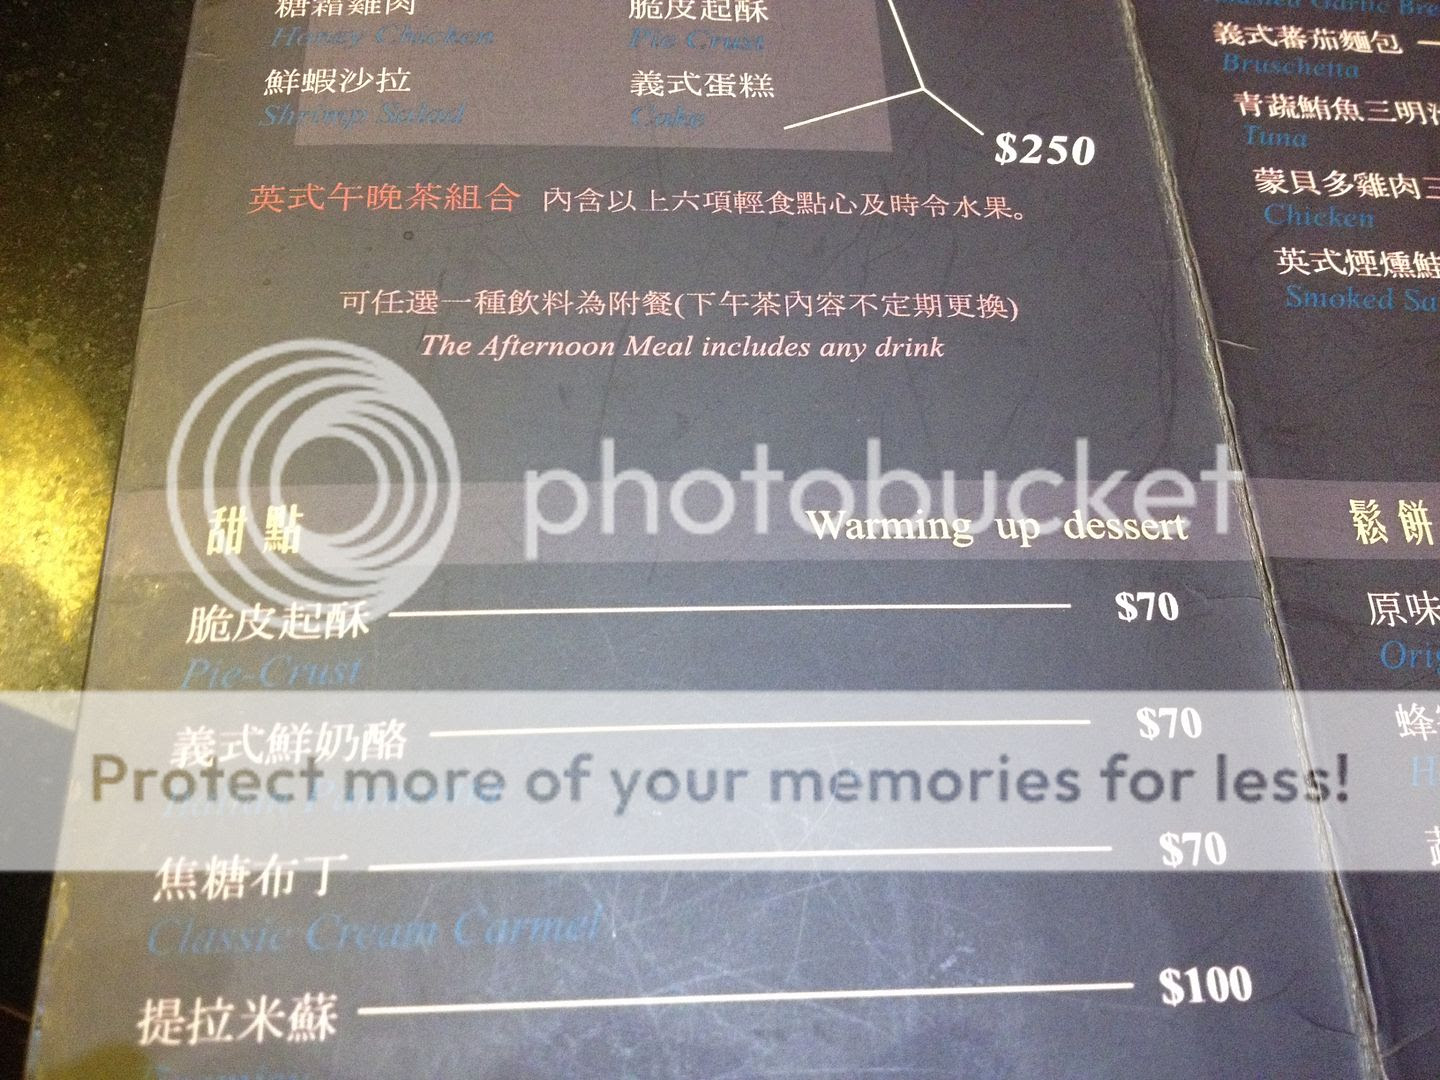 糖霜雞肉
Honey Chicken
鮮蝦沙拉
Shrimp Salad
脆皮起酥
Pie Crust
義式蛋糕
Cake
$250
英式午晚茶組合 內含以上六項輕食點心及時令水果。
可任選一種飲料為附餐(下午茶內容不定期更換)
The Afternoon Meal includes any drink
photobucket
甜點 Warming up dessert
脆皮起酥 $70
Pie-Crust
義式鮮奶酪 $70
Protect more of your memories for less!
焦糖布丁 $70
Classic Cream Carmel
提拉米蘇 $100
Garlic
義式蕃茄麵包
Bruschetta
青蔬鮪魚三明
Tuna
蒙貝多雞肉三
Chicken
英式煙燻鮭
Smoked
鬆餅
原味